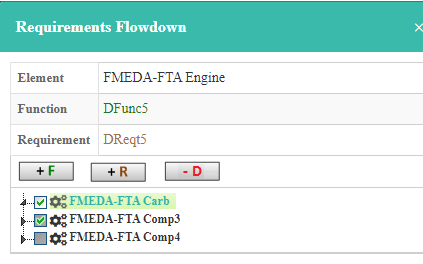 Requirements Flowdown ×
Element FMEDA-FTA Engine
Function DFunc5
Requirement DReqt5
+ F + R - D
FMEDA-FTA Carb
FMEDA-FTA Comp3
FMEDA-FTA Comp4